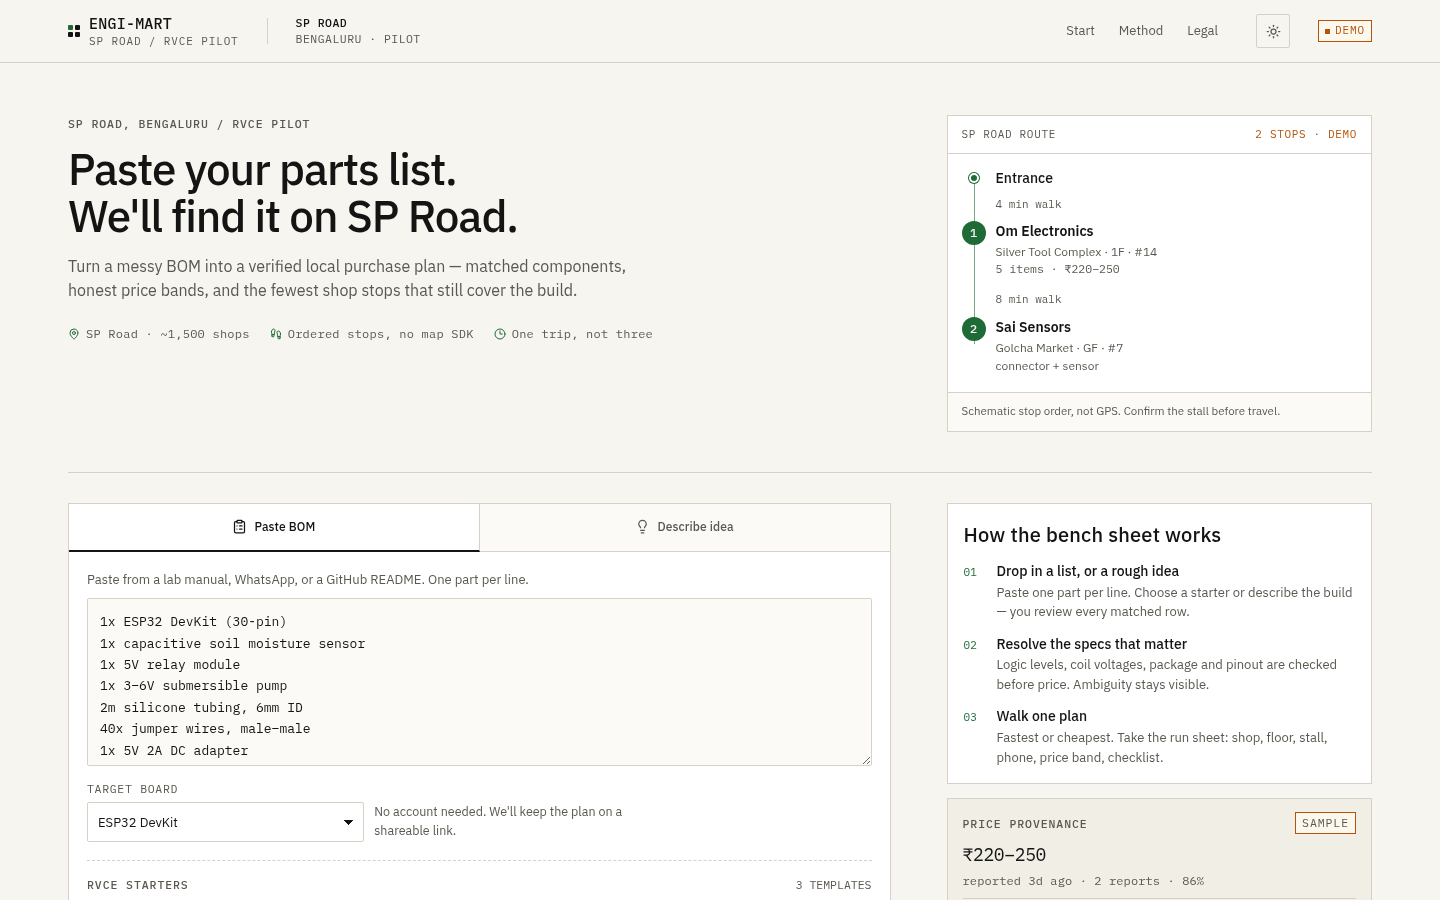 ENGI-MART
SP ROAD / RVCE PILOT
SP ROAD
BENGALURU · PILOT
Start
Method
Legal
DEMO
SP ROAD, BENGALURU / RVCE PILOT
Paste your parts list.
We'll find it on SP Road.
Turn a messy BOM into a verified local purchase plan — matched components,
honest price bands, and the fewest shop stops that still cover the build.
SP Road · ~1,500 shops
Ordered stops, no map SDK
One trip, not three
SP ROAD ROUTE
2 STOPS · DEMO
Entrance
4 min walk
1
Om Electronics
Silver Tool Complex · 1F · #14
5 items · ₹220–250
8 min walk
2
Sai Sensors
Golcha Market · GF · #7
connector + sensor
Schematic stop order, not GPS. Confirm the stall before travel.
Paste BOM
Describe idea
Paste from a lab manual, WhatsApp, or a GitHub README. One part per line.
1x ESP32 DevKit (30-pin)
1x capacitive soil moisture sensor
1x 5V relay module
1x 3–6V submersible pump
2m silicone tubing, 6mm ID
40x jumper wires, male–male
1x 5V 2A DC adapter
TARGET BOARD
ESP32 DevKit
No account needed. We'll keep the plan on a
shareable link.
RVCE STARTERS
3 TEMPLATES
How the bench sheet works
01
Drop in a list, or a rough idea
Paste one part per line. Choose a starter or describe the build
— you review every matched row.
02
Resolve the specs that matter
Logic levels, coil voltages, package and pinout are checked
before price. Ambiguity stays visible.
03
Walk one plan
Fastest or cheapest. Take the run sheet: shop, floor, stall,
phone, price band, checklist.
PRICE PROVENANCE
SAMPLE
₹220–250
reported 3d ago · 2 reports · 86%